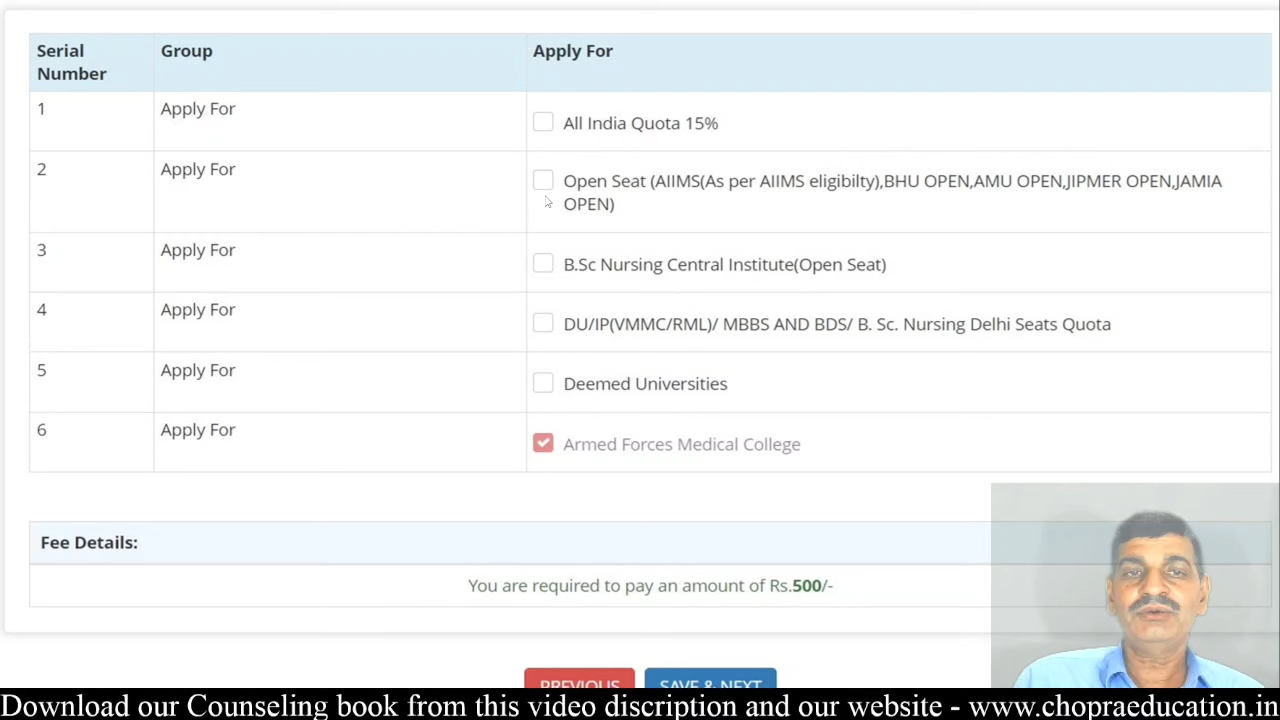 Serial Number
Group
Apply For
1
Apply For
All India Quota 15%
2
Apply For
Open Seat (AIIMS(As per AIIMS eligibilty),BHU OPEN,AMU OPEN,JIPMER OPEN,JAMIA
OPEN)
3
Apply For
B.Sc Nursing Central Institute(Open Seat)
4
Apply For
DU/IP(VMMC/RML)/ MBBS AND BDS/ B. Sc. Nursing Delhi Seats Quota
5
Apply For
Deemed Universities
6
Apply For
Armed Forces Medical College
Fee Details:
You are required to pay an amount of Rs.500/-
PREVIOUS
SAVE & NEXT
Download our Counseling book from this video discription and our website - www.chopraeducation.in